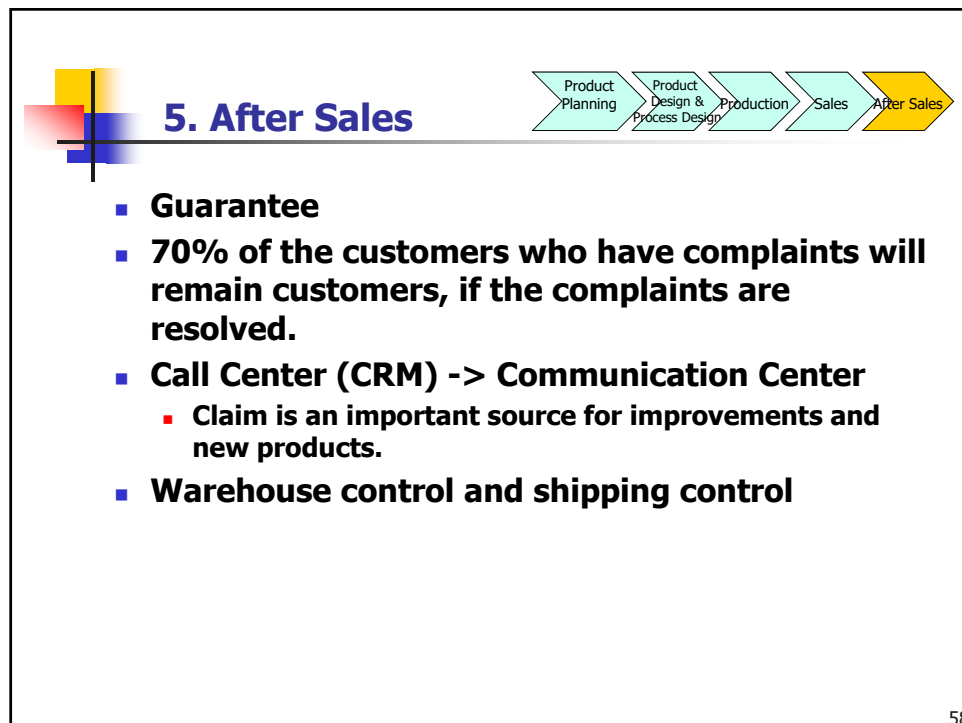 Product
Planning
Product
Design &
Process Design
Production
Sales
After Sales
5. After Sales
Guarantee
70% of the customers who have complaints will
remain customers, if the complaints are
resolved.
Call Center (CRM) -> Communication Center
Claim is an important source for improvements and
new products.
Warehouse control and shipping control
58